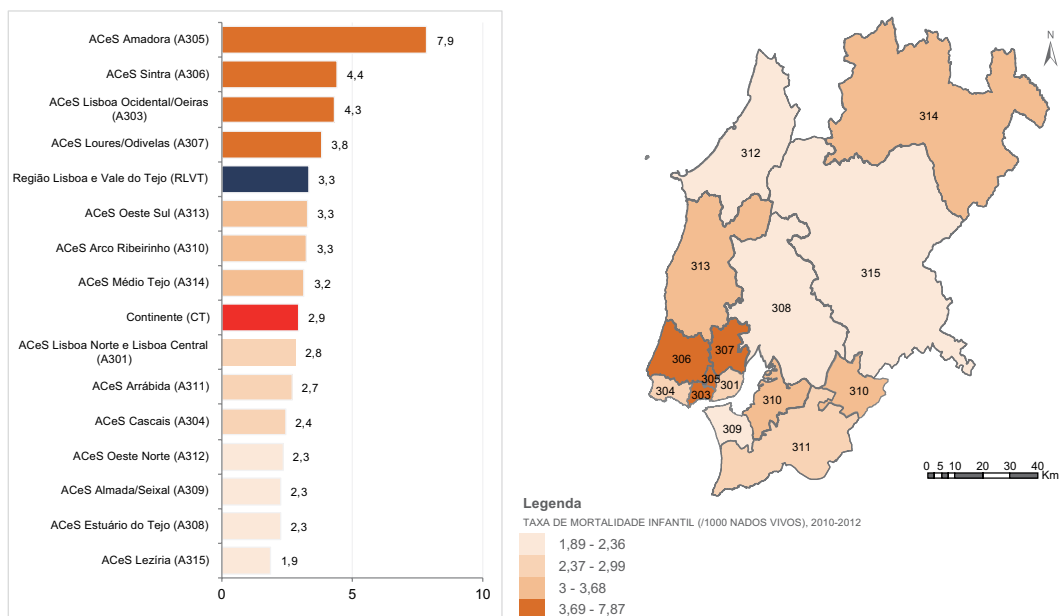 ACeS Amadora (A305)
7,9
ACeS Sintra (A306)
4,4
ACeS Lisboa Ocidental/Oeiras
(A303)
4,3
ACeS Loures/Odivelas (A307)
3,8
Região Lisboa e Vale do Tejo (RLVT)
3,3
ACeS Oeste Sul (A313)
3,3
ACeS Arco Ribeirinho (A310)
3,3
ACeS Médio Tejo (A314)
3,2
Continente (CT)
2,9
ACeS Lisboa Norte e Lisboa Central
(A301)
2,8
ACeS Arrábida (A311)
2,7
ACeS Cascais (A304)
2,4
ACeS Oeste Norte (A312)
2,3
ACeS Almada/Seixal (A309)
2,3
ACeS Estuário do Tejo (A308)
2,3
ACeS Lezíria (A315)
1,9
0 5 10
N
314
312
313
315
308
307
306
305
301
304
303
310
310
309
311
0 5 10 20 30 40
Km
Legenda
TAXA DE MORTALIDADE INFANTIL (/1000 NADOS VIVOS), 2010-2012
1,89 - 2,36
2,37 - 2,99
3 - 3,68
3,69 - 7,87